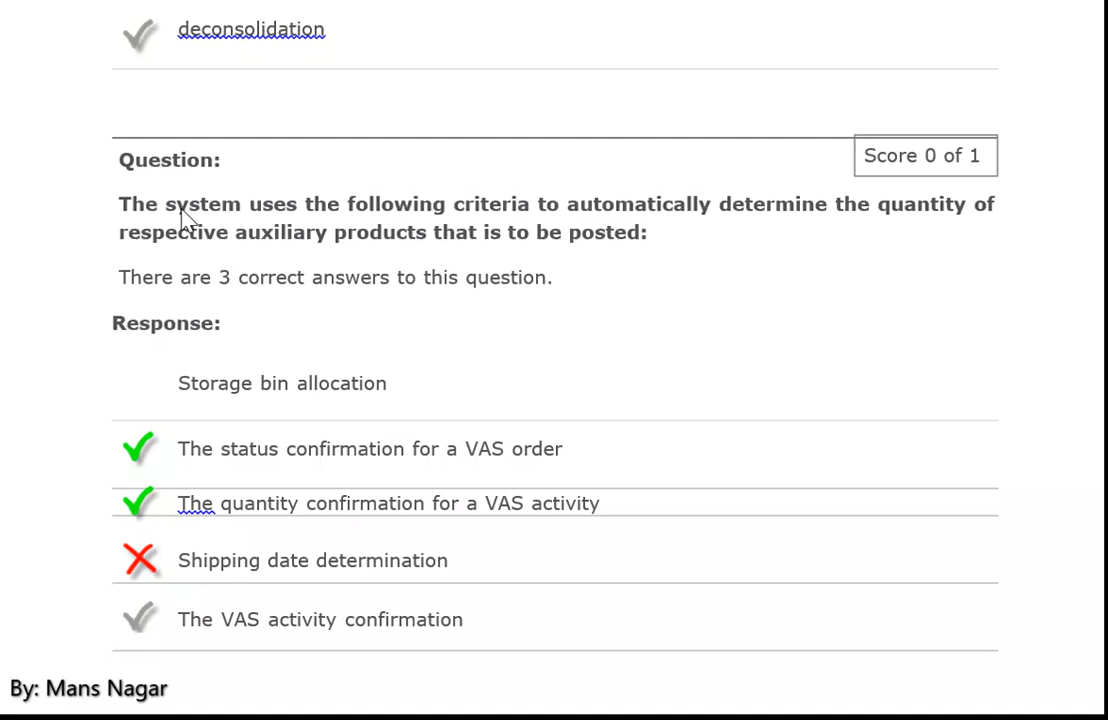 deconsolidation
Score 0 of 1
Question:
The system uses the following criteria to automatically determine the quantity of
respective auxiliary products that is to be posted:
There are 3 correct answers to this question.
Response:
Storage bin allocation
The status confirmation for a VAS order
The quantity confirmation for a VAS activity
Shipping date determination
The VAS activity confirmation
By: Mans Nagar